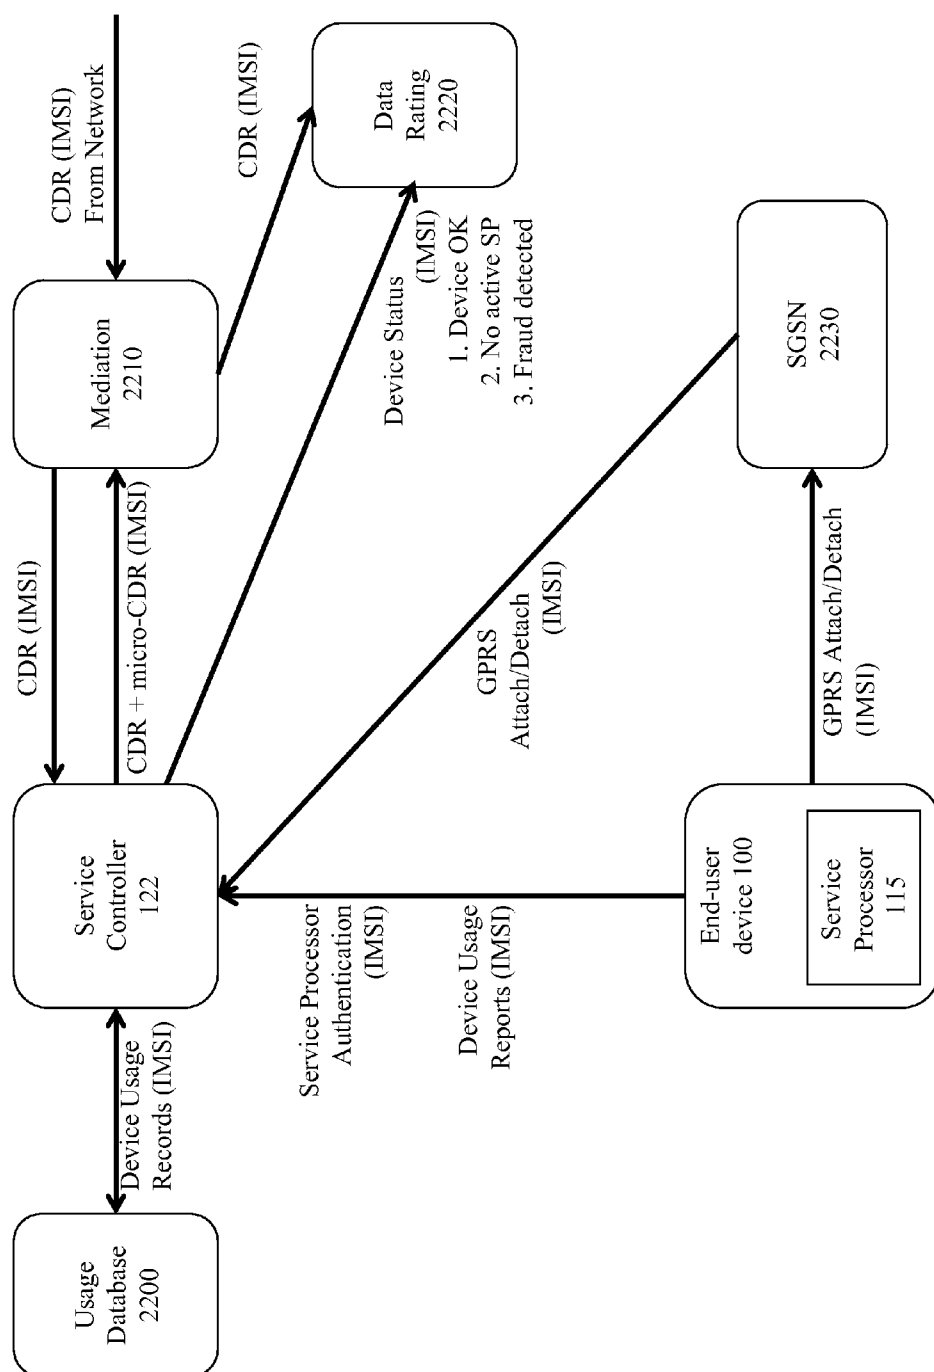 Usage
Database
2200
Device Usage
Records (IMSI)
Service
Controller
122
CDR (IMSI)
CDR + micro-CDR (IMSI)
Mediation
2210
CDR (IMSI)
From Network
CDR (IMSI)
Data
Rating
2220
Device Status
(IMSI)
1. Device OK
2. No active SP
3. Fraud detected
Service Processor
Authentication
(IMSI)
Device Usage
Reports (IMSI)
GPRS
Attach/Detach
(IMSI)
End-user
device 100
Service
Processor
115
GPRS Attach/Detach
(IMSI)
SGSN
2230